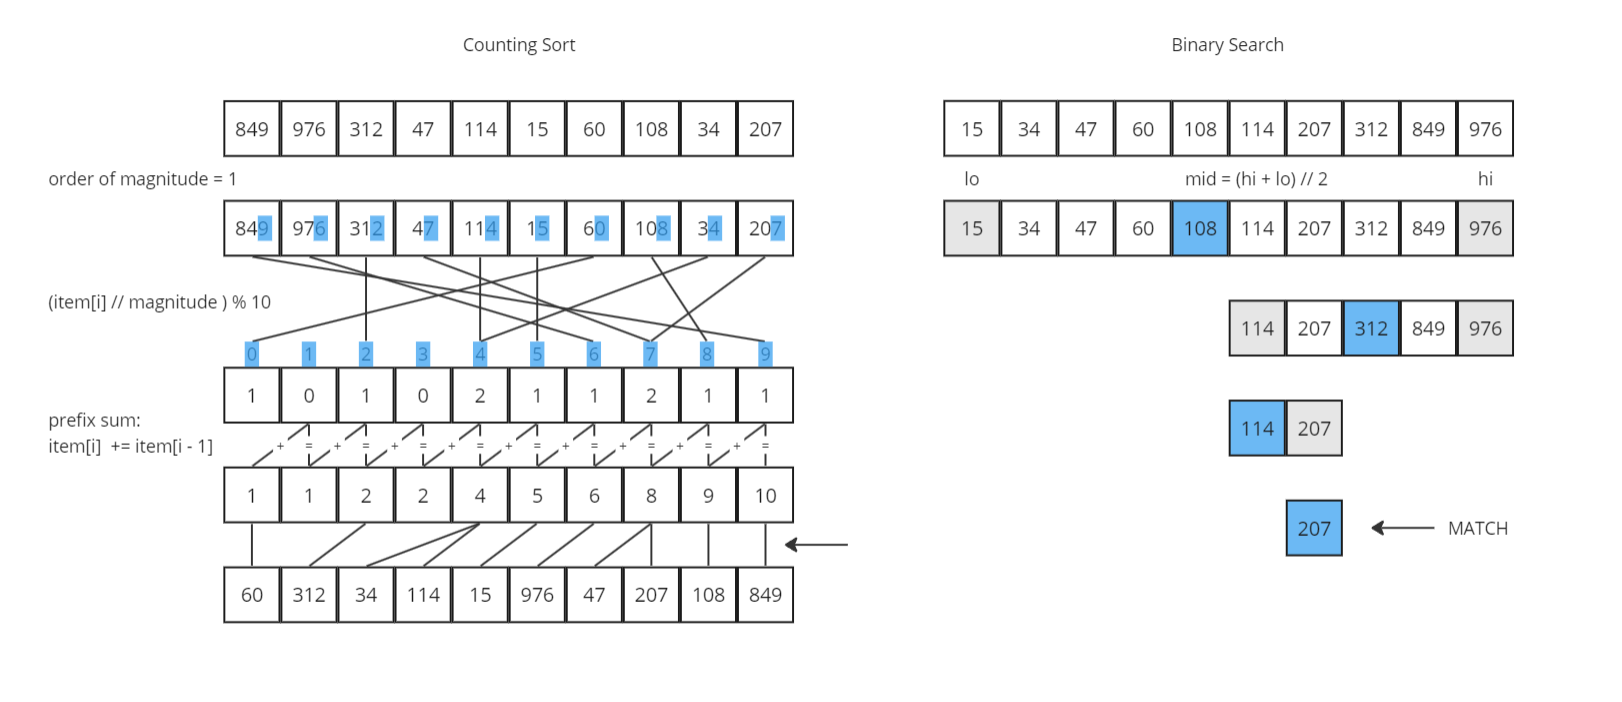 Counting Sort
849 976 312 47 114 15 60 108 34 207
order of magnitude = 1
849 976 312 47 114 15 60 108 34 207
(item[i] // magnitude ) % 10
0 1 2 3 4 5 6 7 8 9
1 0 1 0 2 1 1 2 1 1
prefix sum:
item[i] += item[i - 1]
+ = + = + = + = + = + = + = + = + =
1 1 2 2 4 5 6 8 9 10
60 312 34 114 15 976 47 207 108 849
Binary Search
15 34 47 60 108 114 207 312 849 976
lo mid = (hi + lo) // 2 hi
15 34 47 60 108 114 207 312 849 976
114 207 312 849 976
114 207
207 MATCH